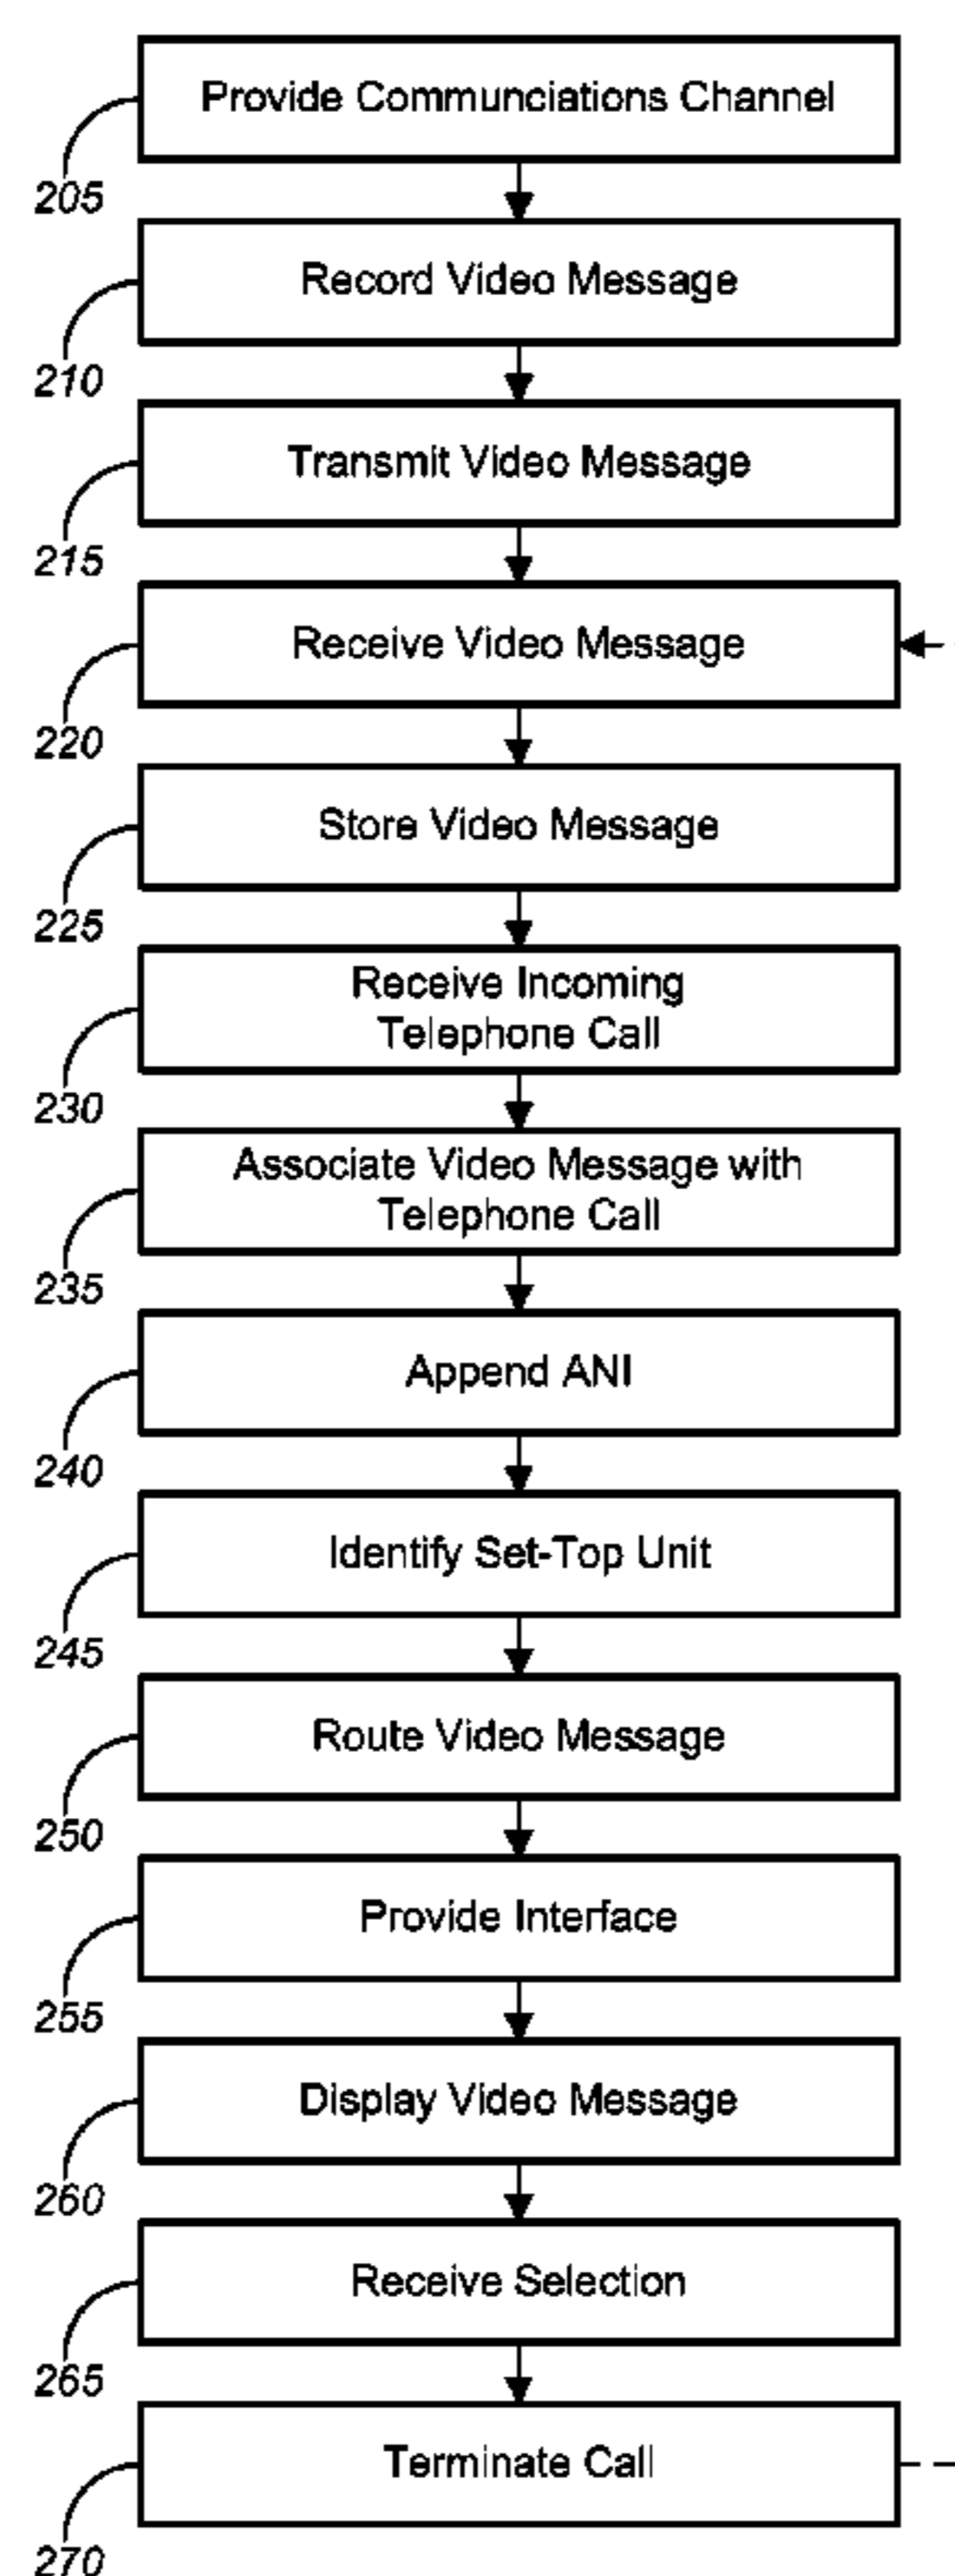 Provide Communciations Channel
205
Record Video Message
210
Transmit Video Message
215
Receive Video Message
220
Store Video Message
225
Receive Incoming
Telephone Call
230
Associate Video Message with
Telephone Call
235
Append ANI
240
Identify Set-Top Unit
245
Route Video Message
250
Provide Interface
255
Display Video Message
260
Receive Selection
265
Terminate Call
270